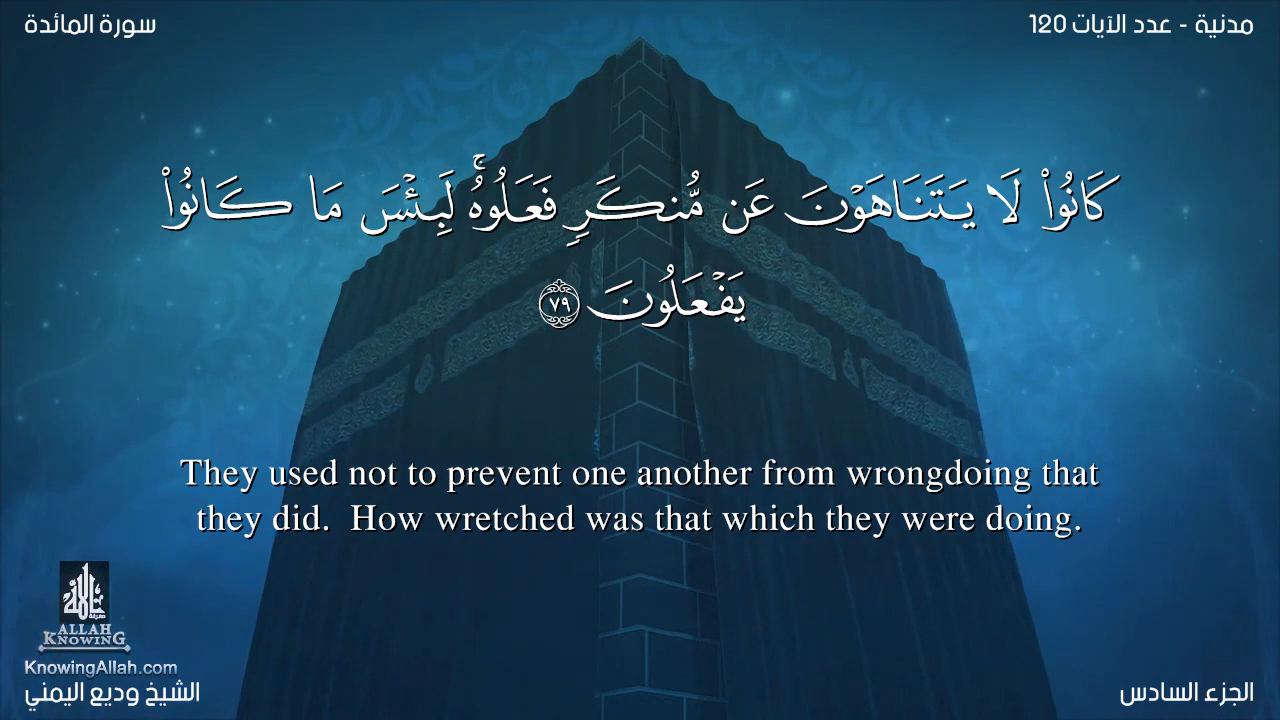 سورة المائدة
مدنية - عدد الآيات 120
كَانُوا۟ لَا يَتَنَاهَوْنَ عَن مُّنكَرٍ فَعَلُوهُ ۚ لَبِئْسَ مَا كَانُوا۟
يَفْعَلُونَ ٧٩
They used not to prevent one another from wrongdoing that
they did. How wretched was that which they were doing.
ALLAH
KNOWING
KnowingAllah.com
الشيخ وديع اليمني
الجزء السادس